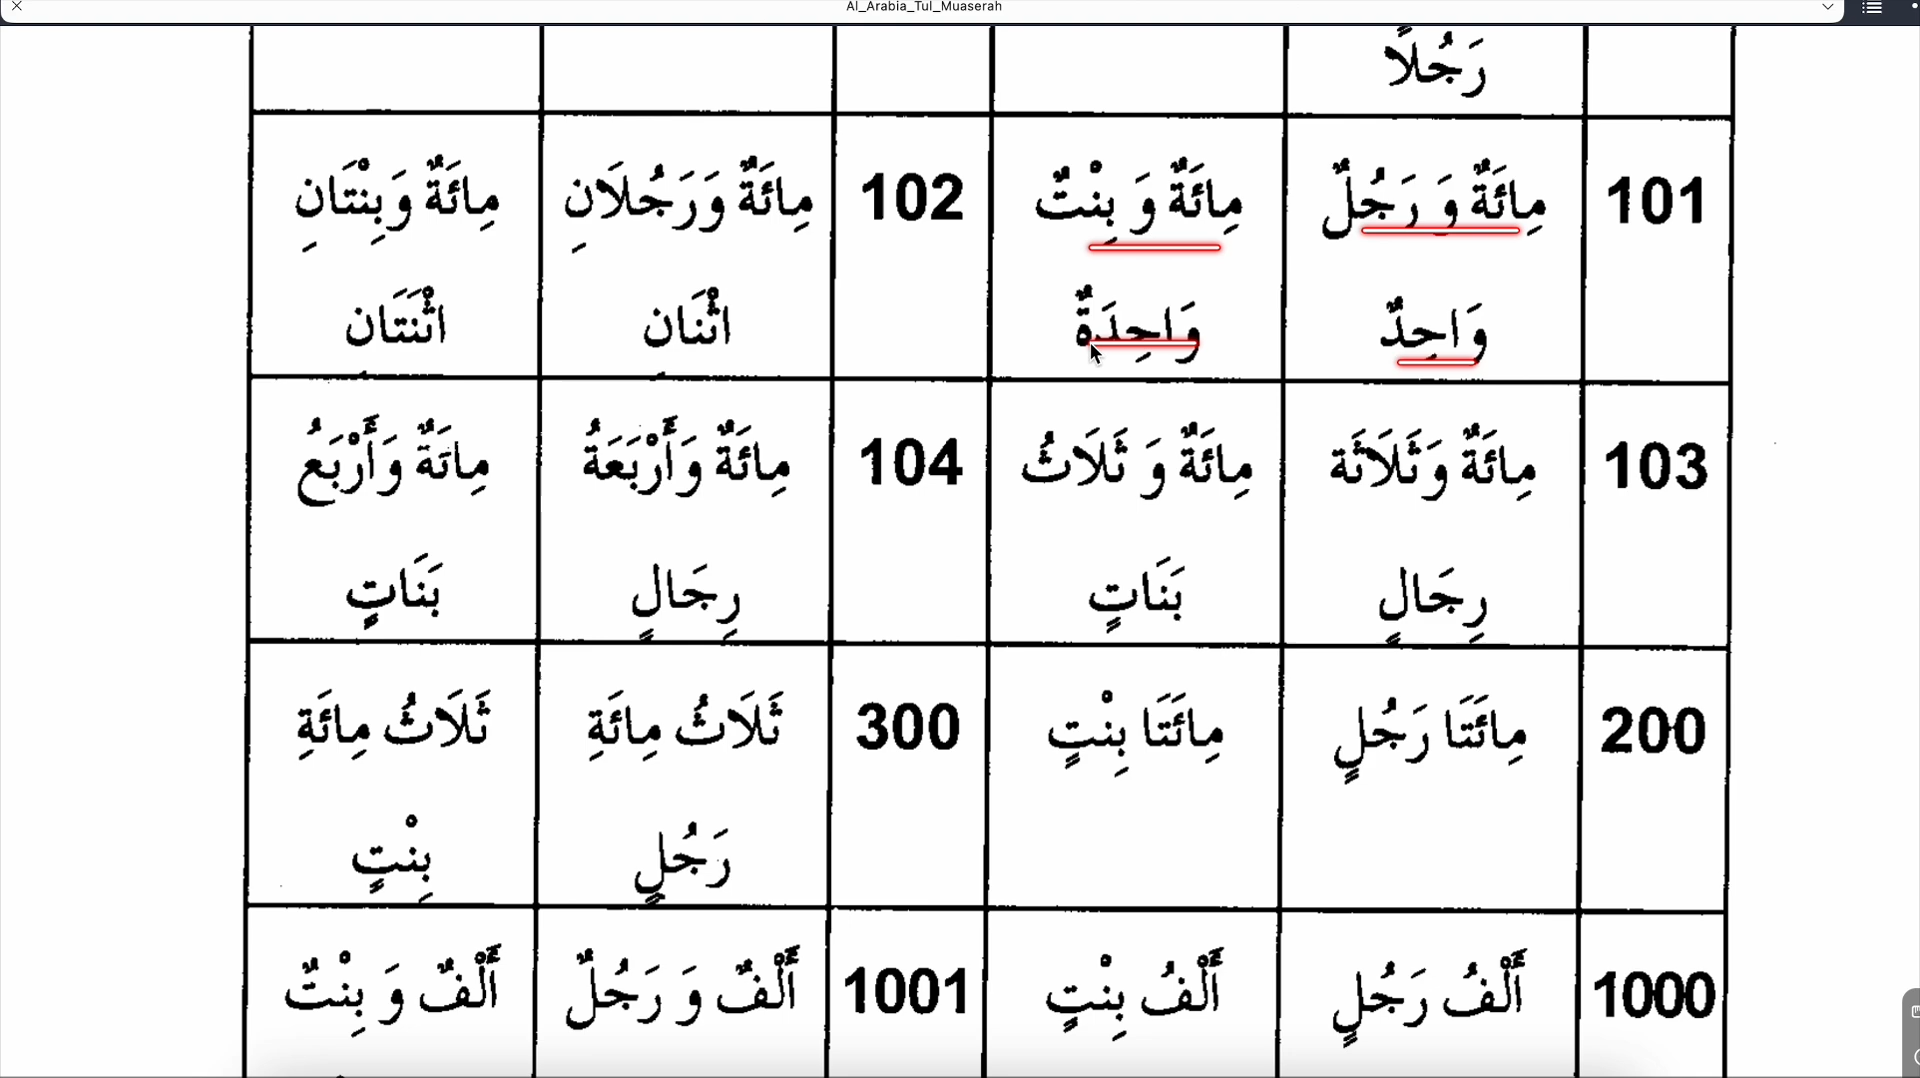 Al_Arabia_Tul_Muaserah
رَجُلًا
101
مِائَةٌ وَ رَجُلٌ
وَاحِدٌ
مِائَةٌ وَ بِنْتٌ
وَاحِدَةٌ
102
مِائَةٌ وَرَجُلَانِ
اثْنَانِ
مِائَةٌ وَبِنْتَانِ
اثْنَتَانِ
103
مِائَةٌ وَثَلَاثَة
رِجَالٍ
مِائَةٌ وَ ثَلَاثُ
بَنَاتٍ
104
مِائَةٌ وَأَرْبَعَةُ
رِجَالٍ
مِاتَةٌ وَأَرْبَعُ
بَنَاتٍ
200
مِائَتَا رَجُلٍ
مِائَتَا بِنْتٍ
300
ثَلَاثُ مِائَةِ
رَجُلٍ
ثَلَاثُ مِائَةِ
بِنْتٍ
1000
أَلْفُ رَجُلٍ
أَلْفُ بِنْتٍ
1001
أَلْفٌ وَ رَجُلٌ
أَلْفٌ وَ بِنْتٌ